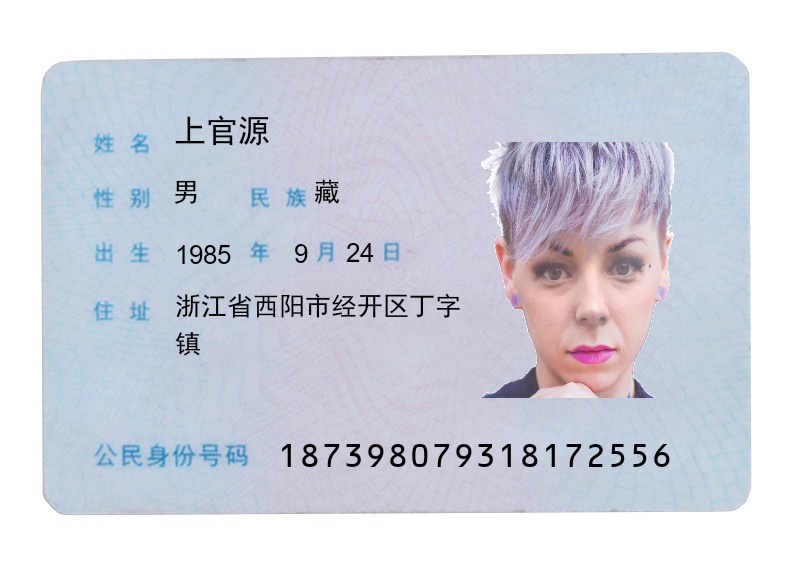 姓名 上官源
性别 男 民族 藏
出生 1985 年 9 月 24 日
住址 浙江省西阳市经开区丁字
镇
公民身份号码 187398079318172556